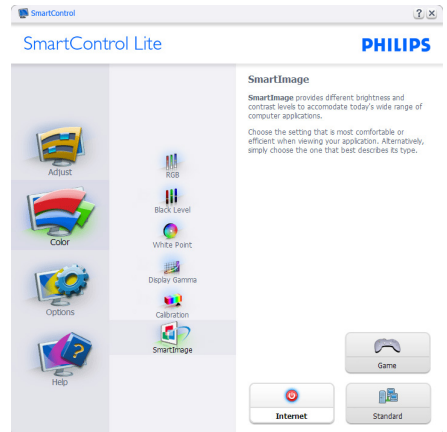 SmartControl
SmartControl Lite
PHILIPS
Adjust
Color
Options
Help
RGB
Black Level
White Point
Display Gamma
Calibration
SmartImage
SmartImage
SmartImage provides different brightness and
contrast levels to accomodate today's wide range of
computer applications.
Choose the setting that is most comfortable or
efficient when viewing your application. Alternatively,
simply choose the one that best describes its type.
Game
Internet
Standard